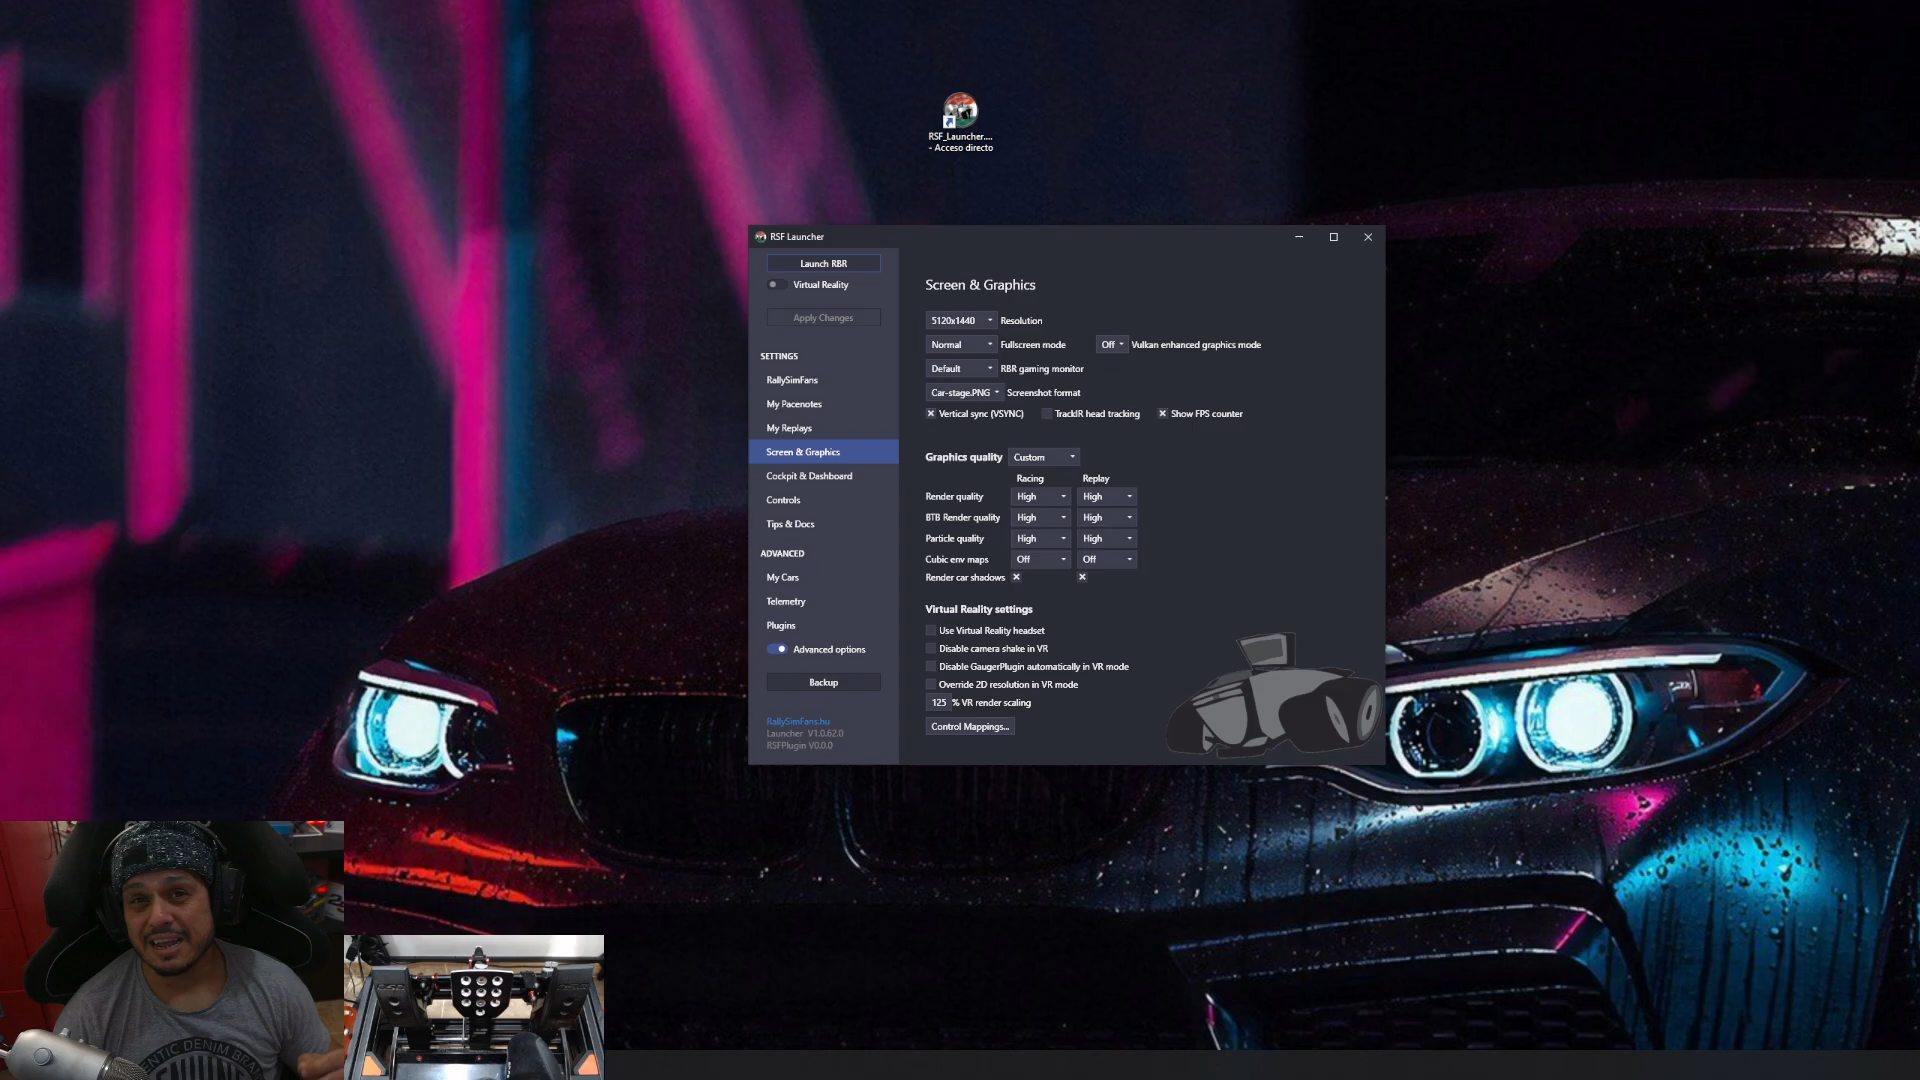 RSF_Launcher....
- Acceso directo
RSF Launcher
Launch RBR
Virtual Reality
Apply Changes
SETTINGS
RallySimFans
My Pacenotes
My Replays
Screen & Graphics
Cockpit & Dashboard
Controls
Tips & Docs
ADVANCED
My Cars
Telemetry
Plugins
Advanced options
Backup
RallySimFans.hu
Launcher V1.0.62.0
RSFPlugin V0.0.0
Screen & Graphics
5120x1440 Resolution
Normal Fullscreen mode Off Vulkan enhanced graphics mode
Default RBR gaming monitor
Car-stage.PNG Screenshot format
Vertical sync (VSYNC) TrackIR head tracking Show FPS counter
Graphics quality Custom
Racing Replay
Render quality High High
BTB Render quality High High
Particle quality High High
Cubic env maps Off Off
Render car shadows
Virtual Reality settings
Use Virtual Reality headset
Disable camera shake in VR
Disable GaugerPlugin automatically in VR mode
Override 2D resolution in VR mode
125 % VR render scaling
Control Mappings...
DENIM